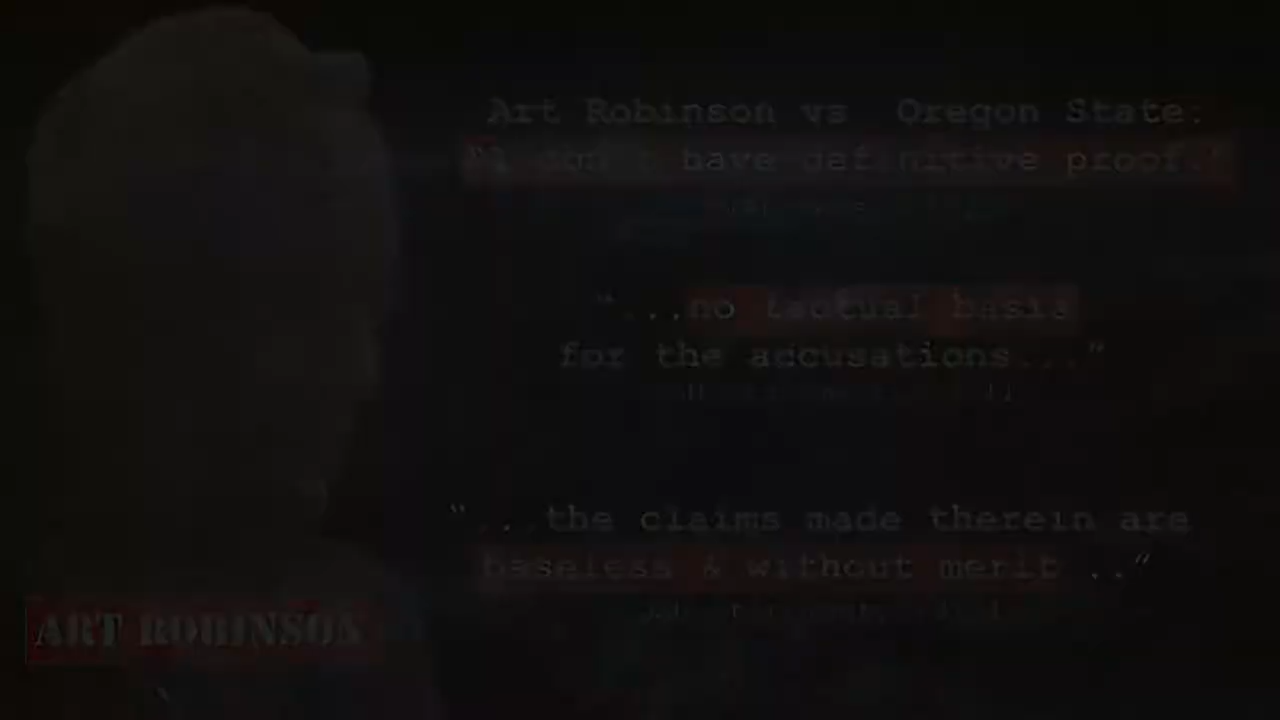 Art Robinson vs Oregon State:
"I don't have definitive proof."
"...no factual basis
for the accusations..."
"...the claims made therein are
baseless & without merit..."
ART ROBINSON